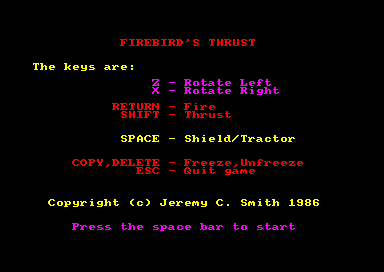 FIREBIRD'S THRUST
The keys are:
Z - Rotate Left
X - Rotate Right
RETURN - Fire
SHIFT - Thrust
SPACE - Shield/Tractor
COPY,DELETE - Freeze,Unfreeze
ESC - Quit game
Copyright (c) Jeremy C. Smith 1986
Press the space bar to start